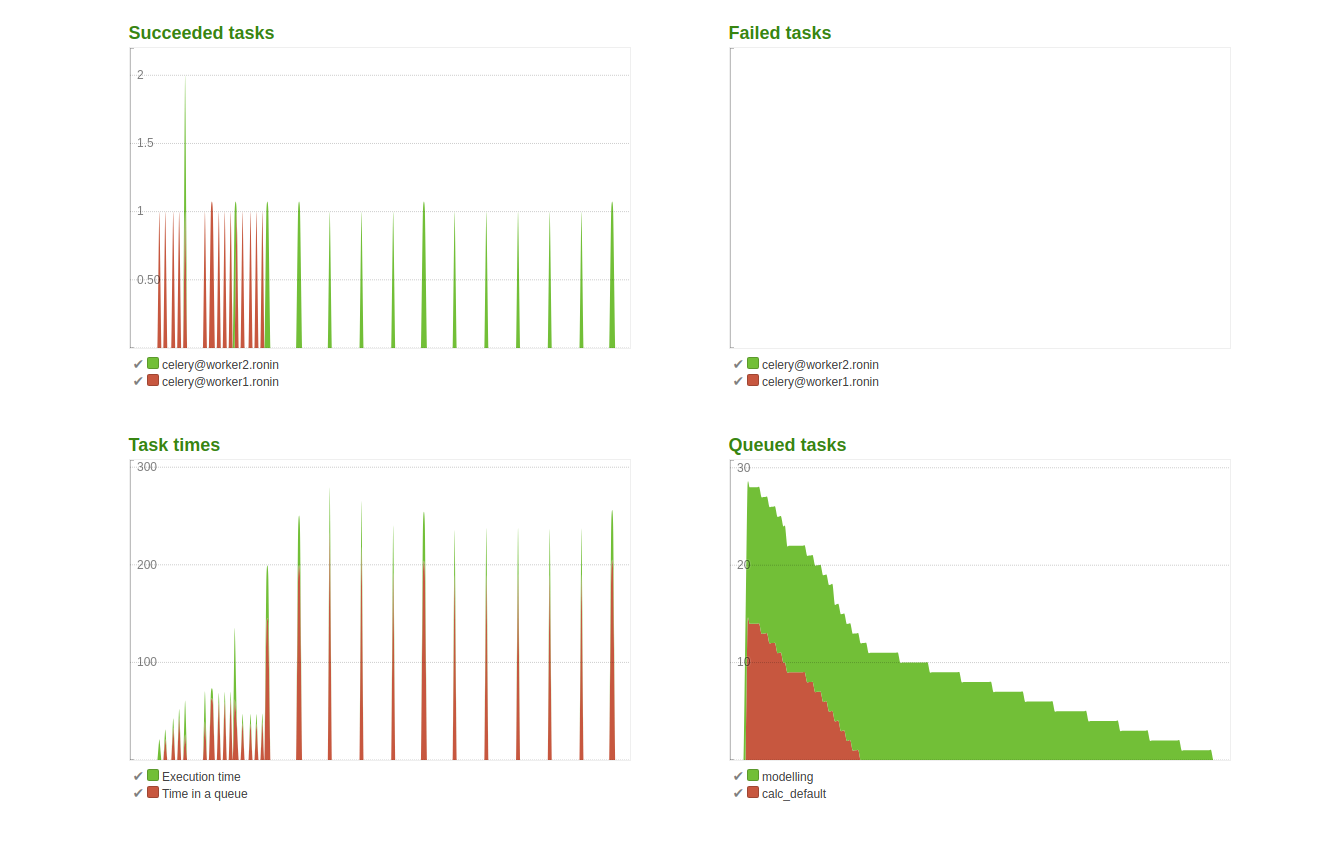 Succeeded tasks
2
1.5
1
0.50
✔ celery@worker2.ronin
✔ celery@worker1.ronin
Failed tasks
✔ celery@worker2.ronin
✔ celery@worker1.ronin
Task times
300
200
100
✔ Execution time
✔ Time in a queue
Queued tasks
30
20
10
✔ modelling
✔ calc_default